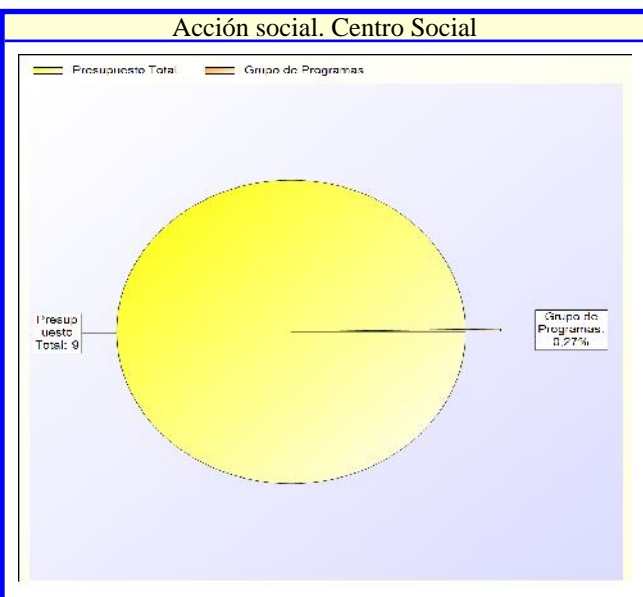 Acción social. Centro Social
Presupuesto Total Grupo de Programas
Presup
uesto
Total: 9
Grupo de
Programas.
0,27%